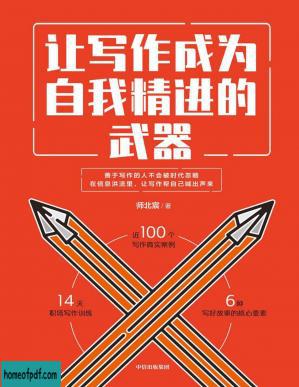 让写作成为
自我精进的
武器
善于写作的人不会被时代忽略
在信息洪流里，让写作帮自己喊出声来
师北宸 著
近100个
写作真实案例
14天
职场写作训练
6种
写好故事的核心要素
中信出版集团
homeofpdf.com